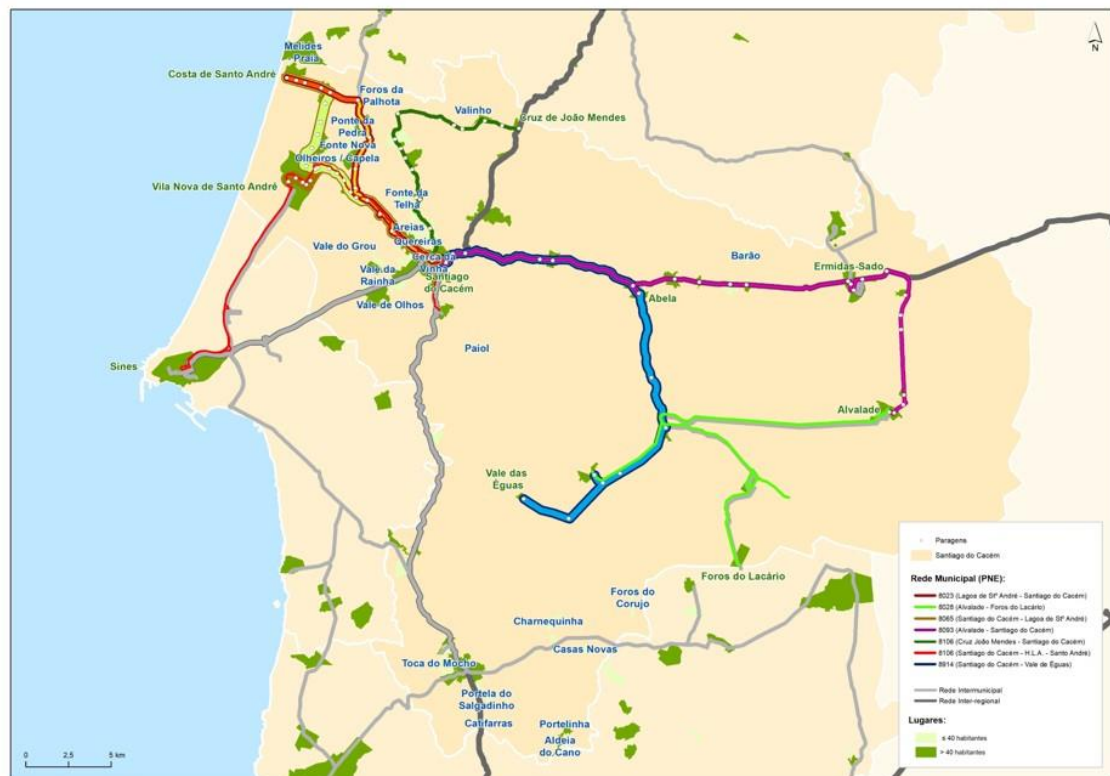 N
Melides
Praia
Costa de Santo André
Foros da
Palhota
Valinho
Cruz de João Mendes
Ponte da
Pedra
Fonte Nova
Olheiros / Capela
Vila Nova de Santo André
Fonte da
Telha
Areias
Quereiras
Vale do Grou
Cerca da
Vinha
Barão
Vale da
Rainha
Santiago
do Cacém
Ermidas-Sado
Abela
Vale de Olhos
Paiol
Sines
Alvalade
Vale das
Éguas
Foros do Lacário
Foros do
Corujo
Charnequinha
Casas Novas
Toca do Mocho
Portela do
Salgadinho
Catifarras
Portelinha
Aldeia
do Cano
0 2,5 5 km
Paragens
Santiago do Cacém
Rede Municipal (PNE):
8023 (Lagoa de Stº André - Santiago do Cacém)
8028 (Alvalade - Foros do Lacário)
8065 (Santiago do Cacém - Lagoa de Stº André)
8093 (Alvalade - Santiago do Cacém)
8106 (Cruz João Mendes - Santiago do Cacém)
8108 (Santiago do Cacém - H.L.A. - Santo André)
8914 (Santiago do Cacém - Vale de Éguas)
Rede Intermunicipal
Rede Inter-regional
Lugares:
≤ 40 habitantes
> 40 habitantes